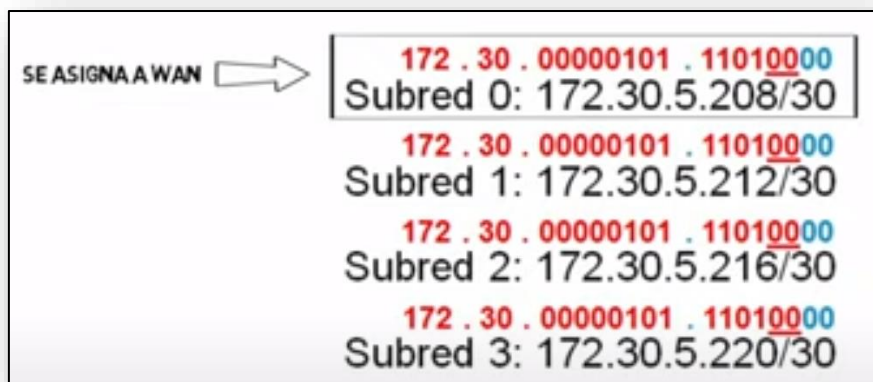 SE ASIGNA A WAN
172 . 30 . 00000101 . 11010000
Subred 0: 172.30.5.208/30
172 . 30 . 00000101 . 11010000
Subred 1: 172.30.5.212/30
172 . 30 . 00000101 . 11010000
Subred 2: 172.30.5.216/30
172 . 30 . 00000101 . 11010000
Subred 3: 172.30.5.220/30